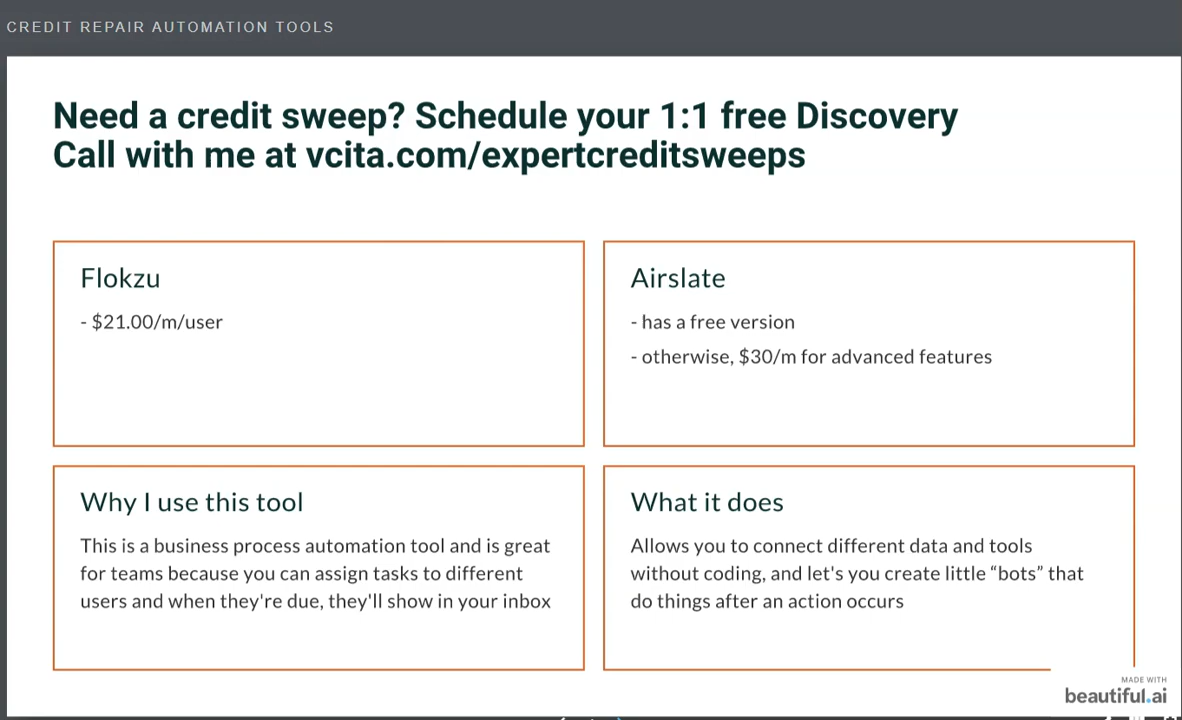 CREDIT REPAIR AUTOMATION TOOLS
Need a credit sweep? Schedule your 1:1 free Discovery
Call with me at vcita.com/expertcreditsweeps
Flokzu
- $21.00/m/user
Airslate
- has a free version
- otherwise, $30/m for advanced features
Why I use this tool
This is a business process automation tool and is great
for teams because you can assign tasks to different
users and when they're due, they'll show in your inbox
What it does
Allows you to connect different data and tools
without coding, and let's you create little “bots” that
do things after an action occurs
MADE WITH
beautiful.ai